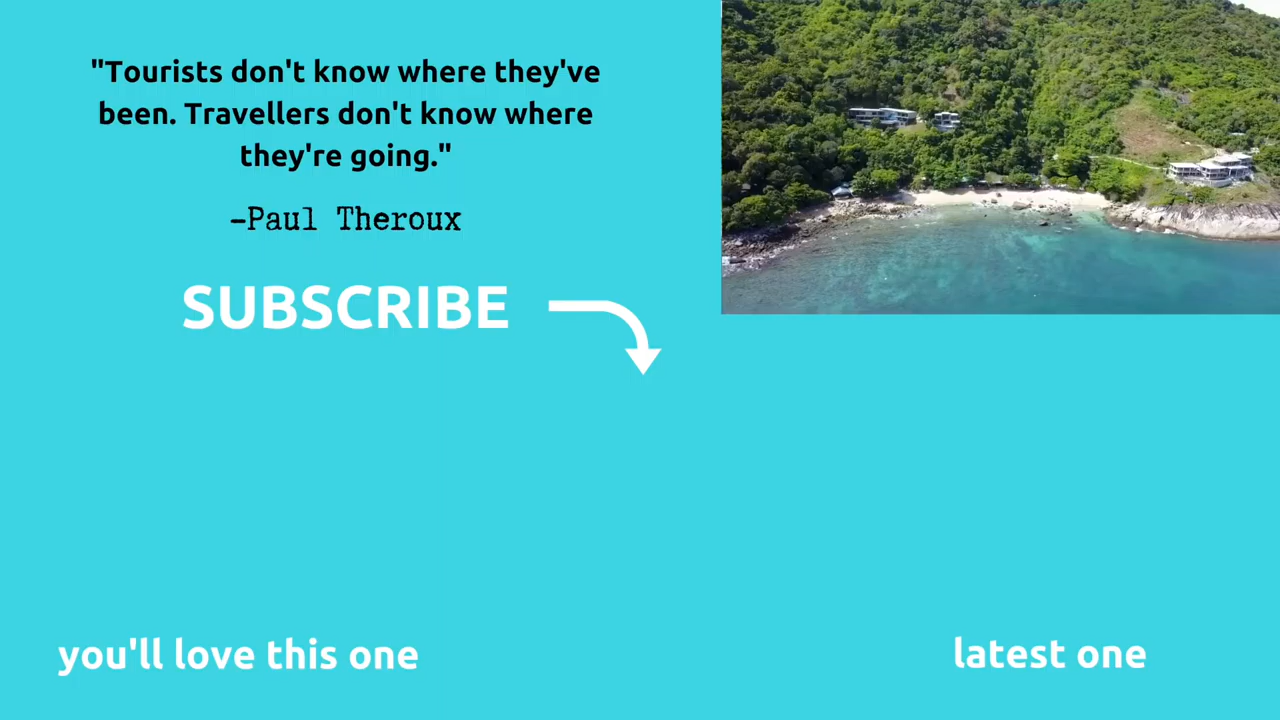 "Tourists don't know where they've
been. Travellers don't know where
they're going."
–Paul Theroux
SUBSCRIBE
you'll love this one
latest one